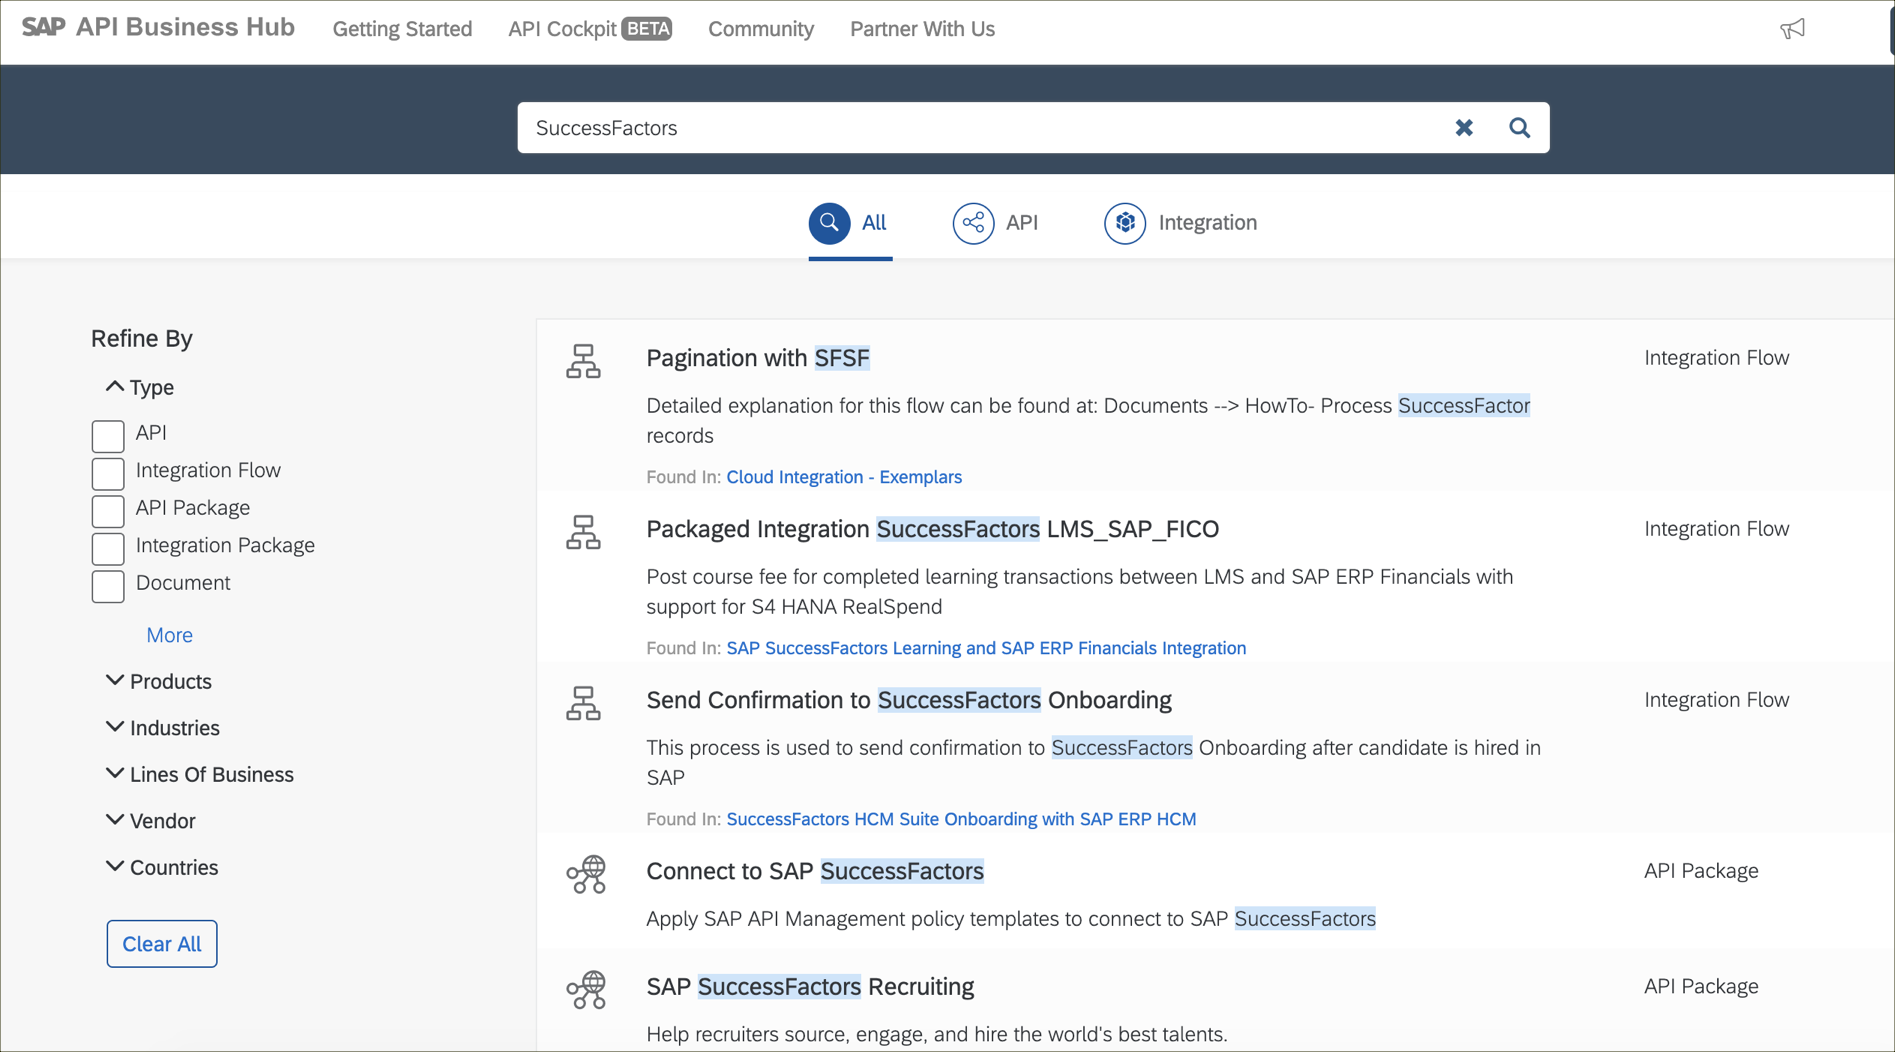 SAP API Business Hub Getting Started API Cockpit BETA Community Partner With Us
SuccessFactors
All API Integration
Refine By
Type
API
Integration Flow
API Package
Integration Package
Document
More
Products
Industries
Lines Of Business
Vendor
Countries
Clear All
Pagination with SFSF Integration Flow
Detailed explanation for this flow can be found at: Documents --> HowTo- Process SuccessFactor
records
Found In: Cloud Integration - Exemplars
Packaged Integration SuccessFactors LMS_SAP_FICO Integration Flow
Post course fee for completed learning transactions between LMS and SAP ERP Financials with
support for S4 HANA RealSpend
Found In: SAP SuccessFactors Learning and SAP ERP Financials Integration
Send Confirmation to SuccessFactors Onboarding Integration Flow
This process is used to send confirmation to SuccessFactors Onboarding after candidate is hired in
SAP
Found In: SuccessFactors HCM Suite Onboarding with SAP ERP HCM
Connect to SAP SuccessFactors API Package
Apply SAP API Management policy templates to connect to SAP SuccessFactors
SAP SuccessFactors Recruiting API Package
Help recruiters source, engage, and hire the world's best talents.